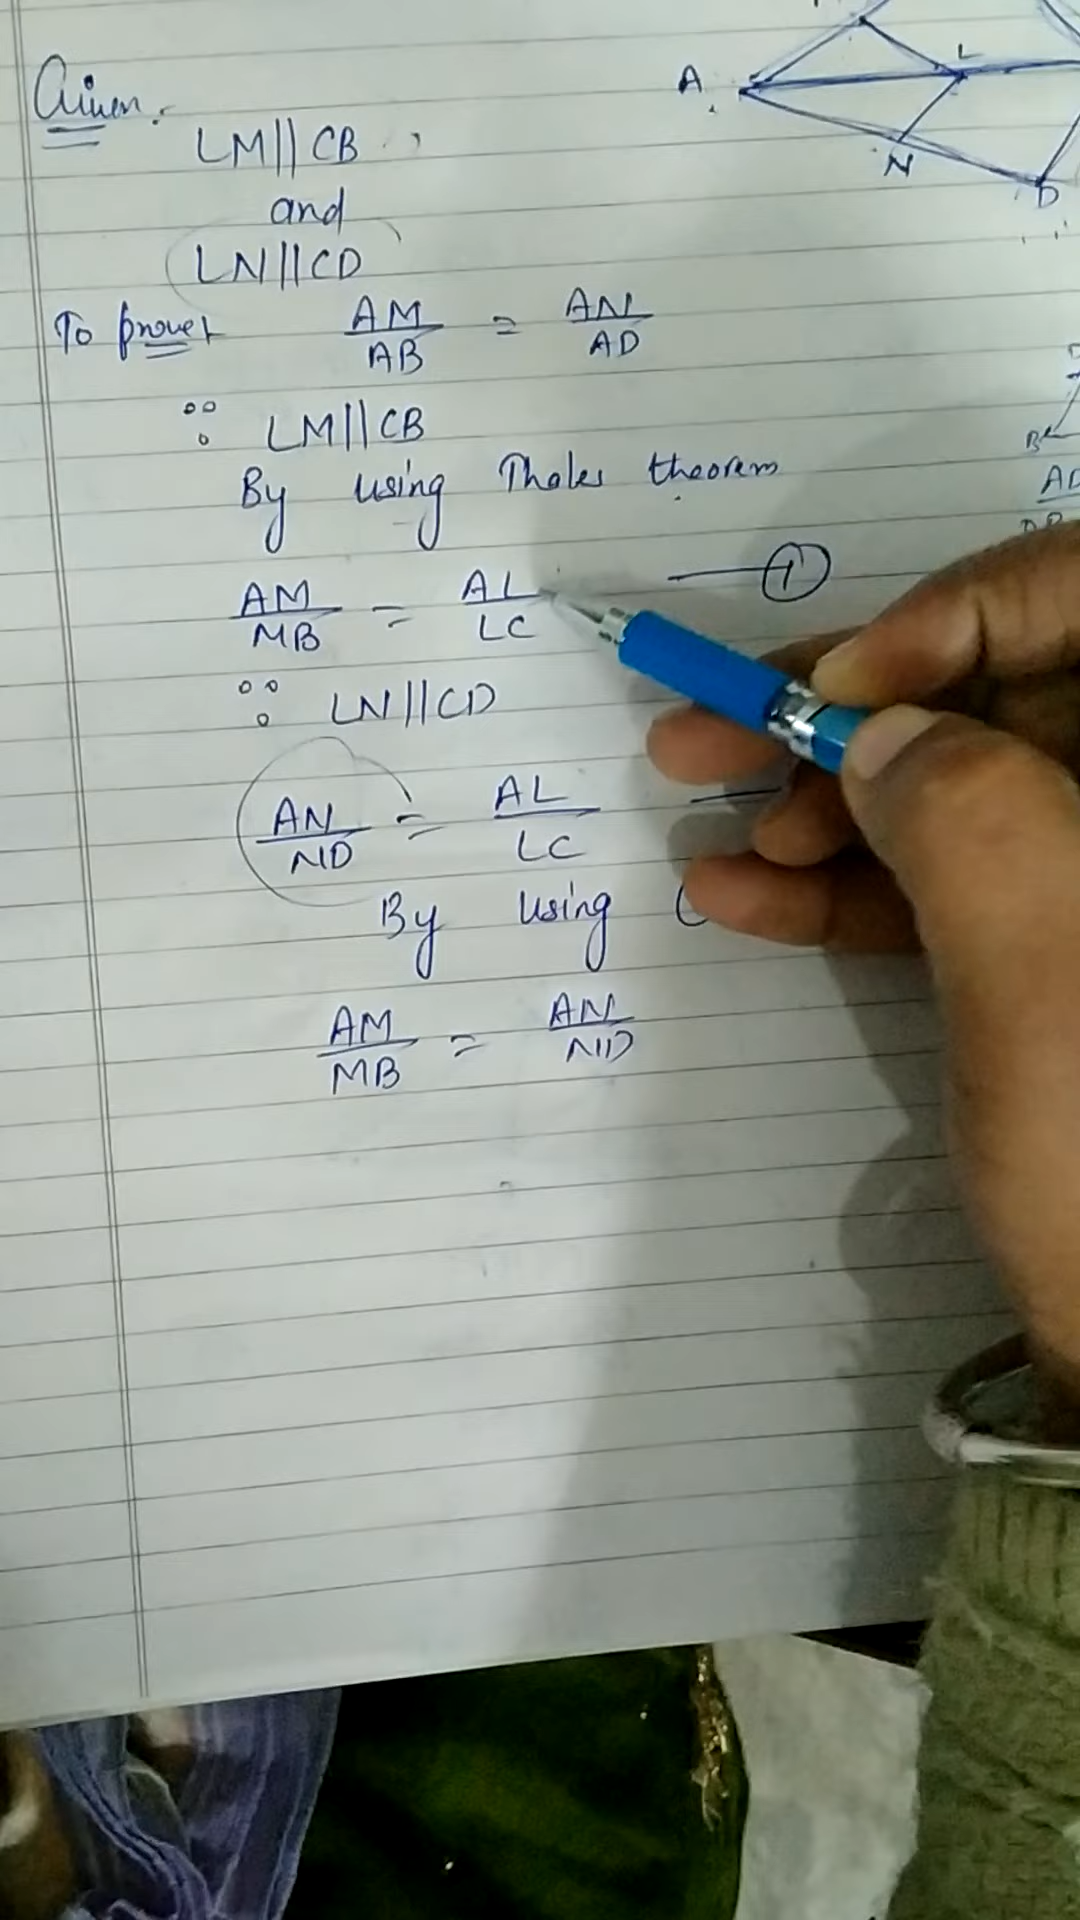 Given:
LM||CB
and
LN||CD
To prove:
AM/AB = AN/AD
∵ LM||CB
By using Thales theorem
AM/MB = AL/LC —①
∵ LN||CD
AN/ND = AL/LC —
By using
AM/MB = AN/ND
A
L
N
D
B